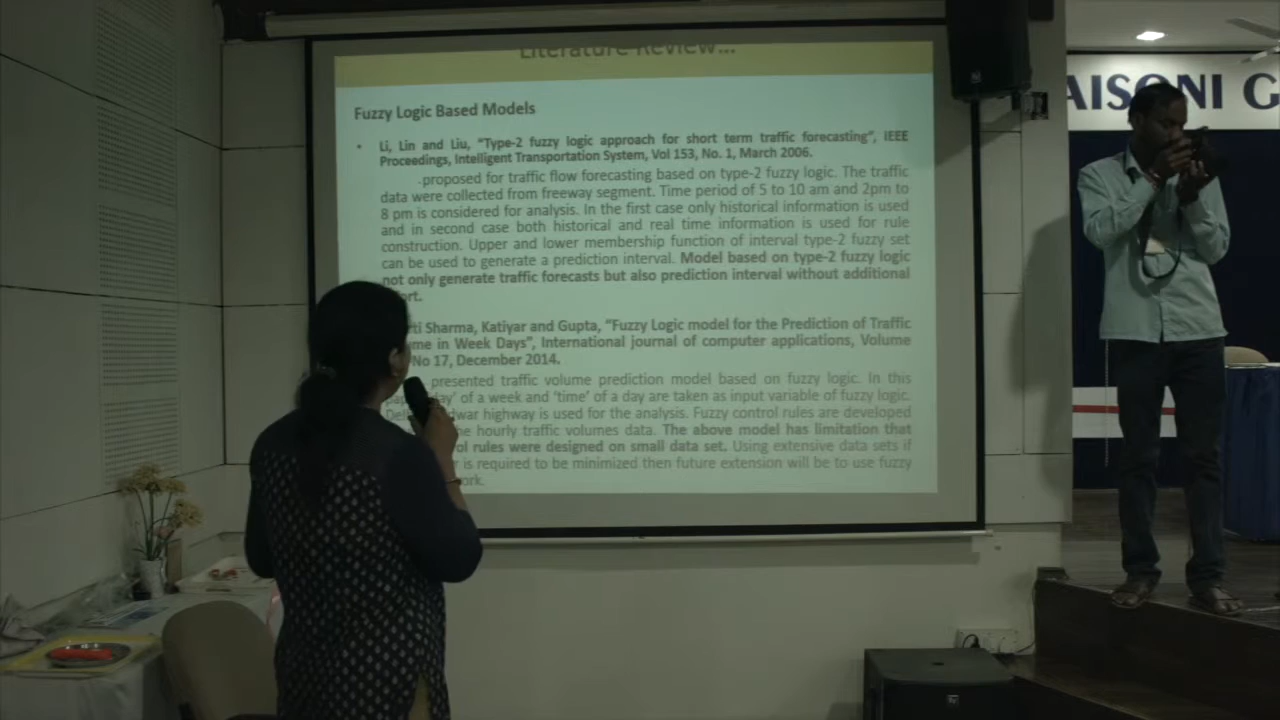 Literature Review...
AISONI G
Fuzzy Logic Based Models
• Li, Lin and Liu, "Type-2 fuzzy logic approach for short term traffic forecasting", IEEE
Proceedings, Intelligent Transportation System, Vol 153, No. 1, March 2006.
.proposed for traffic flow forecasting based on type-2 fuzzy logic. The traffic
data were collected from freeway segment. Time period of 5 to 10 am and 2pm to
8 pm is considered for analysis. In the first case only historical information is used
and in second case both historical and real time information is used for rule
construction. Upper and lower membership function of interval type-2 fuzzy set
can be used to generate a prediction interval. Model based on type-2 fuzzy logic
not only generate traffic forecasts but also prediction interval without additional
ort.
ti Sharma, Katiyar and Gupta, "Fuzzy Logic model for the Prediction of Traffic
me in Week Days", International journal of computer applications, Volume
No 17, December 2014.
presented traffic volume prediction model based on fuzzy logic. In this
ay' of a week and 'time' of a day are taken as input variable of fuzzy logic.
dwar highway is used for the analysis. Fuzzy control rules are developed
he hourly traffic volumes data. The above model has limitation that
ol rules were designed on small data set. Using extensive data sets if
r is required to be minimized then future extension will be to use fuzzy
ork.